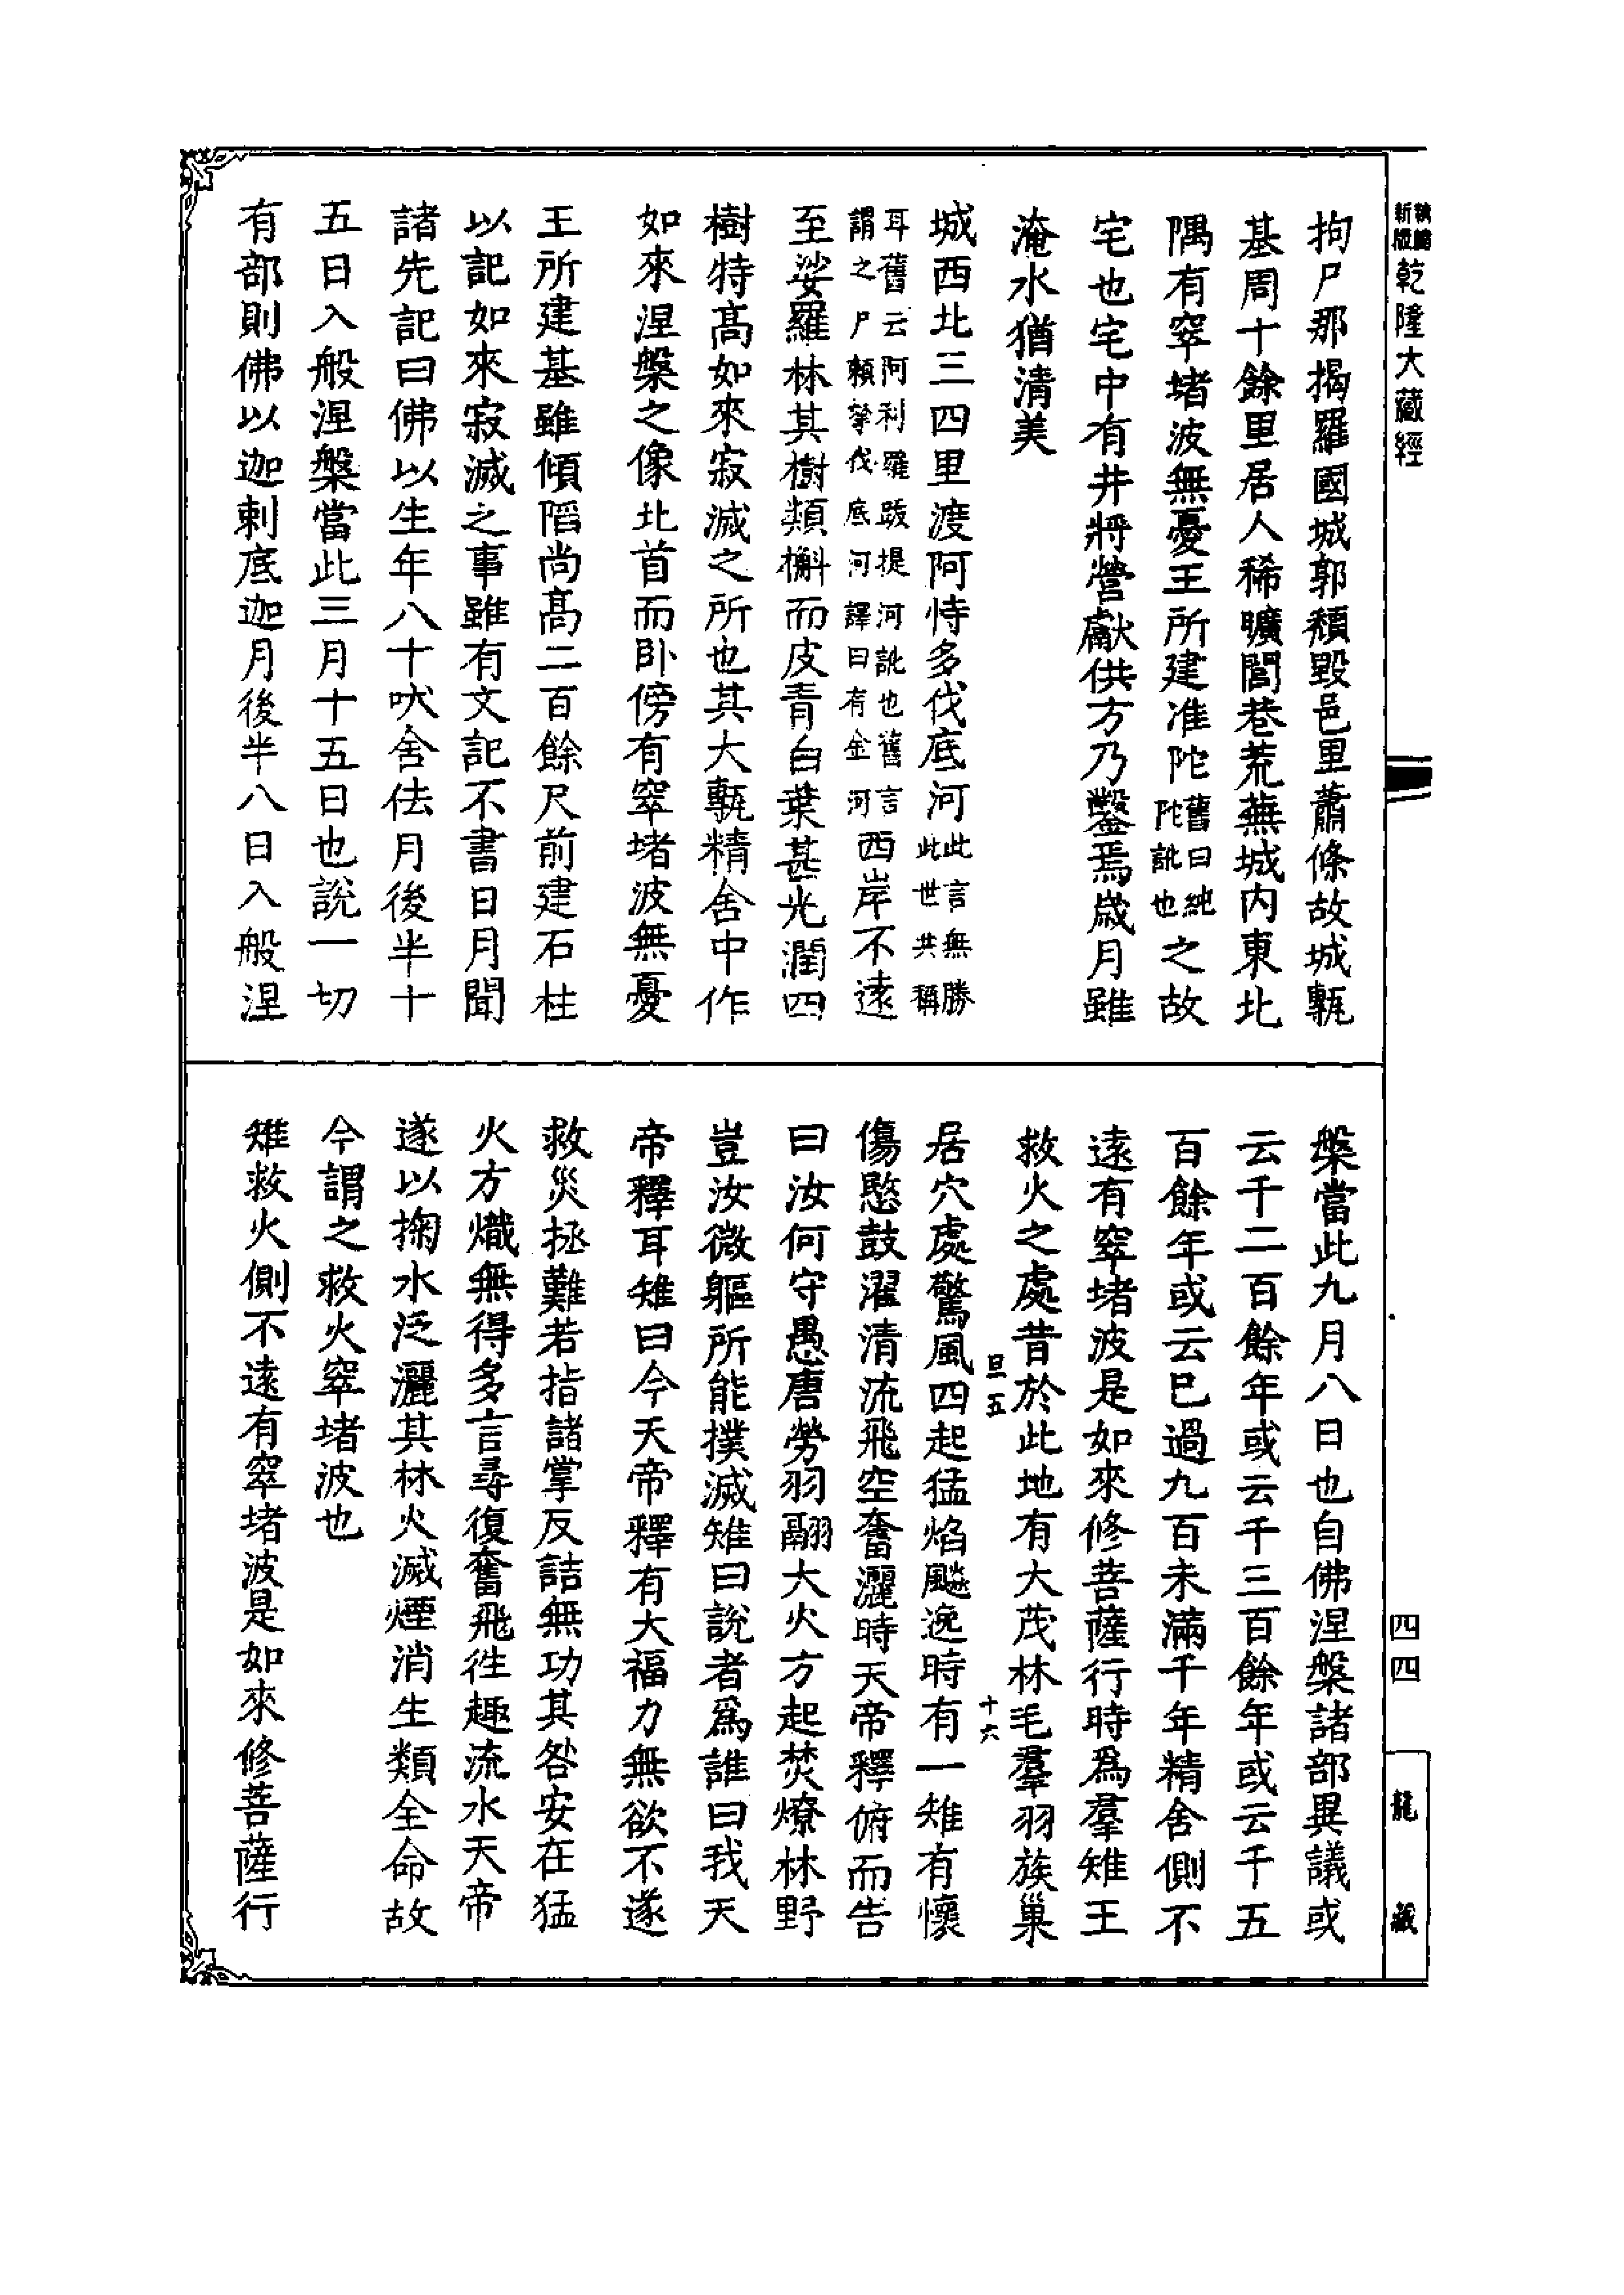 新版乾隆大藏經
拘尸那揭羅國城郭頹毀邑里蕭條故城甎
基周十餘里居人稀曠閭巷荒蕪城內東北
隅有窣堵波無憂王所建准陀舊曰純陀訛也之故
宅也宅中有井將營獻供方乃鑿焉歲月雖
淹水猶清美
城西北三四里渡阿恃多伐底河此言無勝此世共稱
耳舊云阿利羅跋提河訛也舊言謂之尸賴拏伐底河譯曰有金河西岸不遠
至娑羅林其樹類槲而皮青白葉甚光潤四
樹特高如來寂滅之所也其大甎精舍中作
如來涅槃之像北首而臥傍有窣堵波無憂
王所建基雖傾陷尚高二百餘尺前建石柱
以記如來寂滅之事雖有文記不書日月聞
諸先記曰佛以生年八十吠舍佉月後半十
五日入般涅槃當此三月十五日也說一切
有部則佛以迦剌底迦月後半八日入般涅
槃當此九月八日也自佛涅槃諸部異議或
云千二百餘年或云千三百餘年或云千五
百餘年或云已過九百未滿千年精舍側不
遠有窣堵波是如來修菩薩行時為羣雉王
救火之處昔於此地有大茂林毛羣羽族巢
旦五 十六
居穴處驚風四起猛焰飈逸時有一雉有懷
傷愍鼓濯清流飛空奮灑時天帝釋俯而告
曰汝何守愚唐勞羽翮大火方起焚燎林野
豈汝微軀所能撲滅雉曰說者為誰曰我天
帝釋耳雉曰今天帝釋有大福力無欲不遂
救災拯難若指諸掌反詰無功其咎安在猛
火方熾無得多言尋復奮飛往趣流水天帝
遂以掬水泛灑其林火滅煙消生類全命故
今謂之救火窣堵波也
雉救火側不遠有窣堵波是如來修菩薩行
四四
龍藏